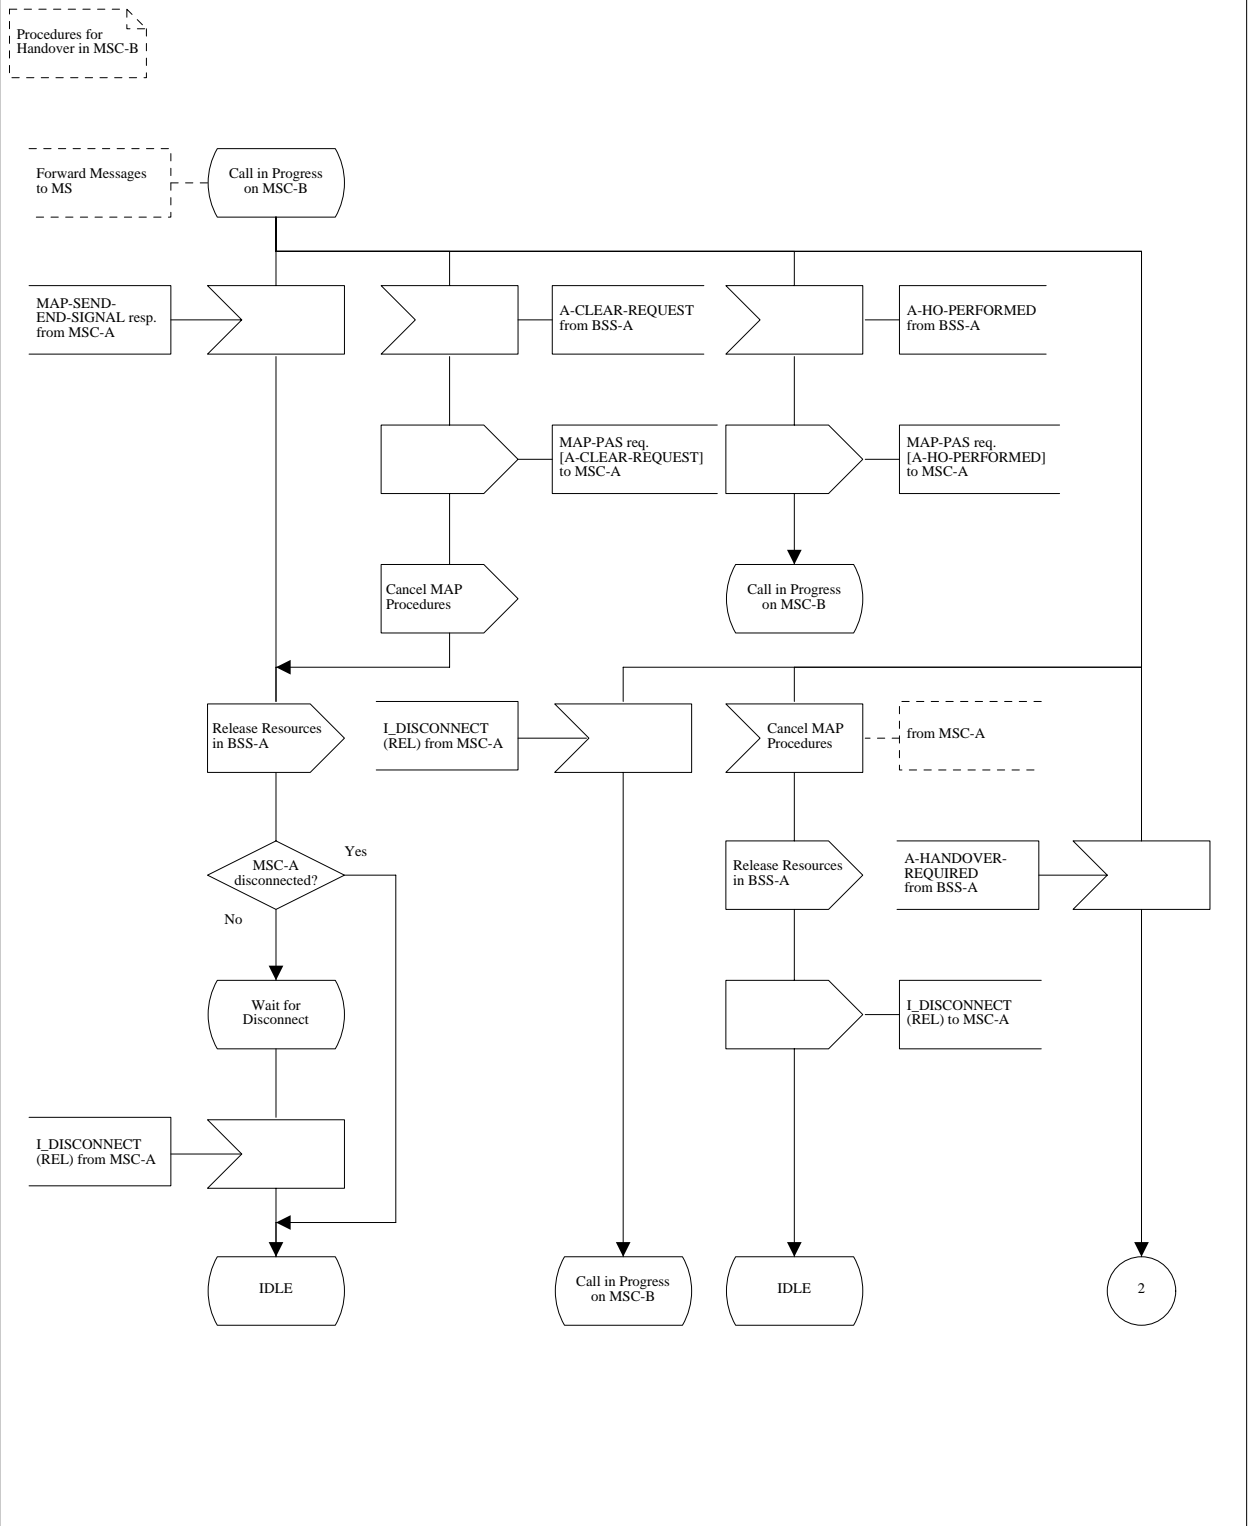 Procedures for
Handover in MSC-B
Forward Messages
to MS
Call in Progress
on MSC-B
MAP-SEND-
END-SIGNAL resp.
from MSC-A
A-CLEAR-REQUEST
from BSS-A
A-HO-PERFORMED
from BSS-A
MAP-PAS req.
[A-CLEAR-REQUEST]
to MSC-A
MAP-PAS req.
[A-HO-PERFORMED]
to MSC-A
Cancel MAP
Procedures
Call in Progress
on MSC-B
Release Resources
in BSS-A
I_DISCONNECT
(REL) from MSC-A
Cancel MAP
Procedures
from MSC-A
MSC-A
disconnected?
Yes
No
Release Resources
in BSS-A
A-HANDOVER-
REQUIRED
from BSS-A
Wait for
Disconnect
I_DISCONNECT
(REL) to MSC-A
I_DISCONNECT
(REL) from MSC-A
IDLE
Call in Progress
on MSC-B
IDLE
2